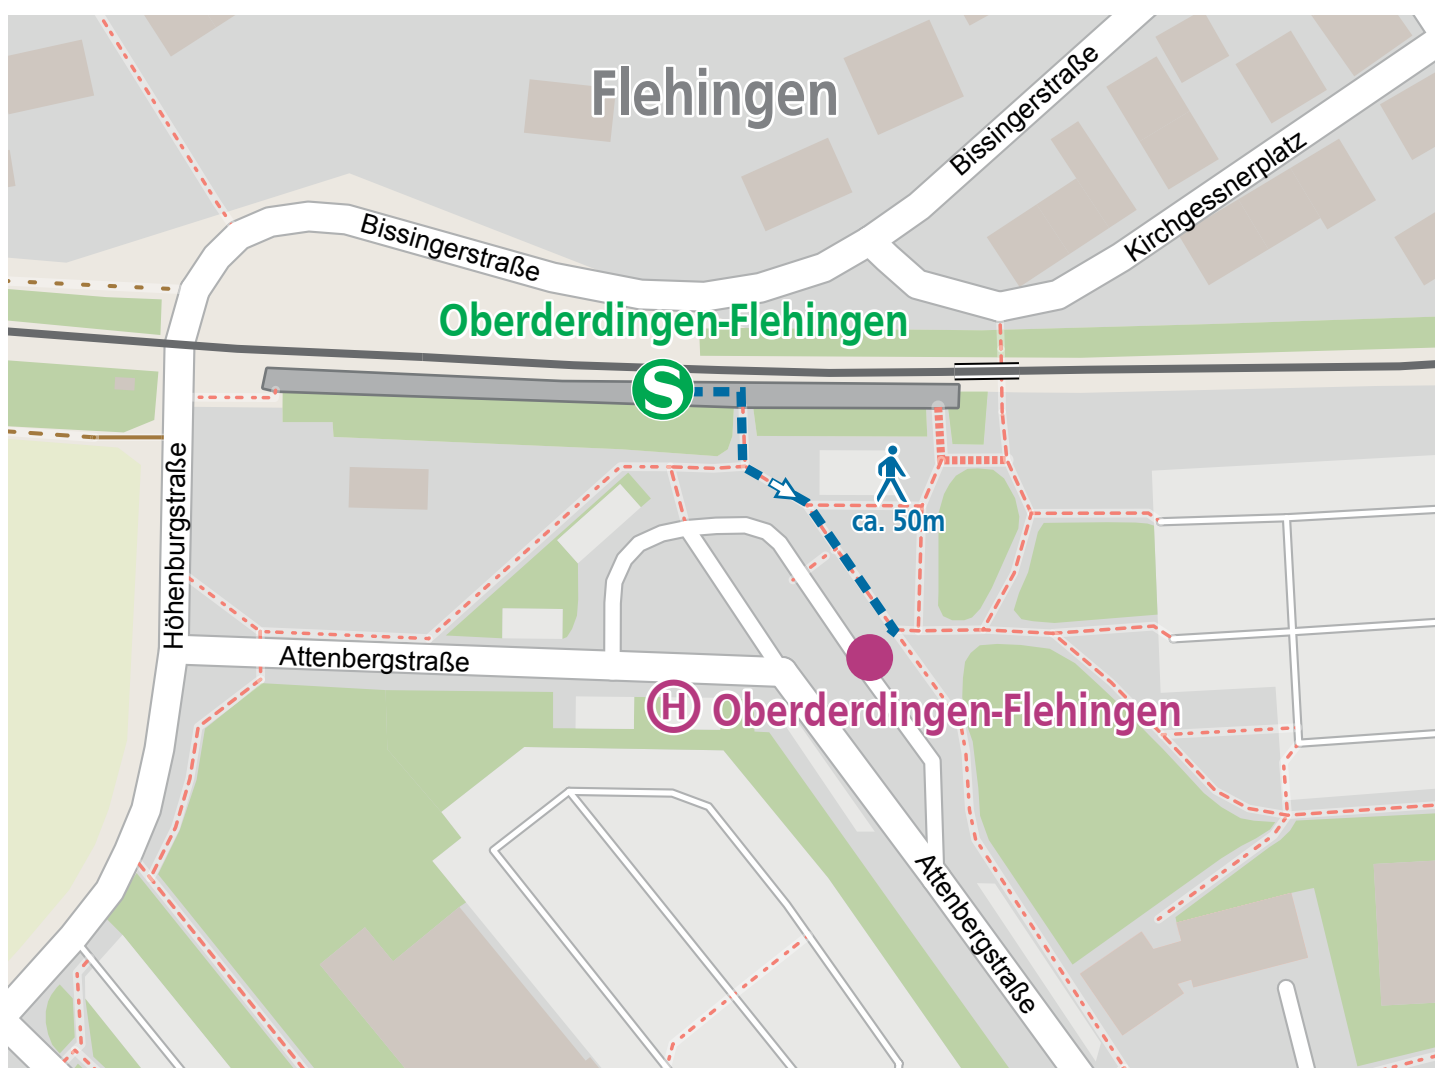 Flehingen
Bissingerstraße
Kirchgessnerplatz
Bissingerstraße
Oberderdingen-Flehingen
S
Höhenburgstraße
ca. 50m
Attenbergstraße
H Oberderdingen-Flehingen
Attenbergstraße